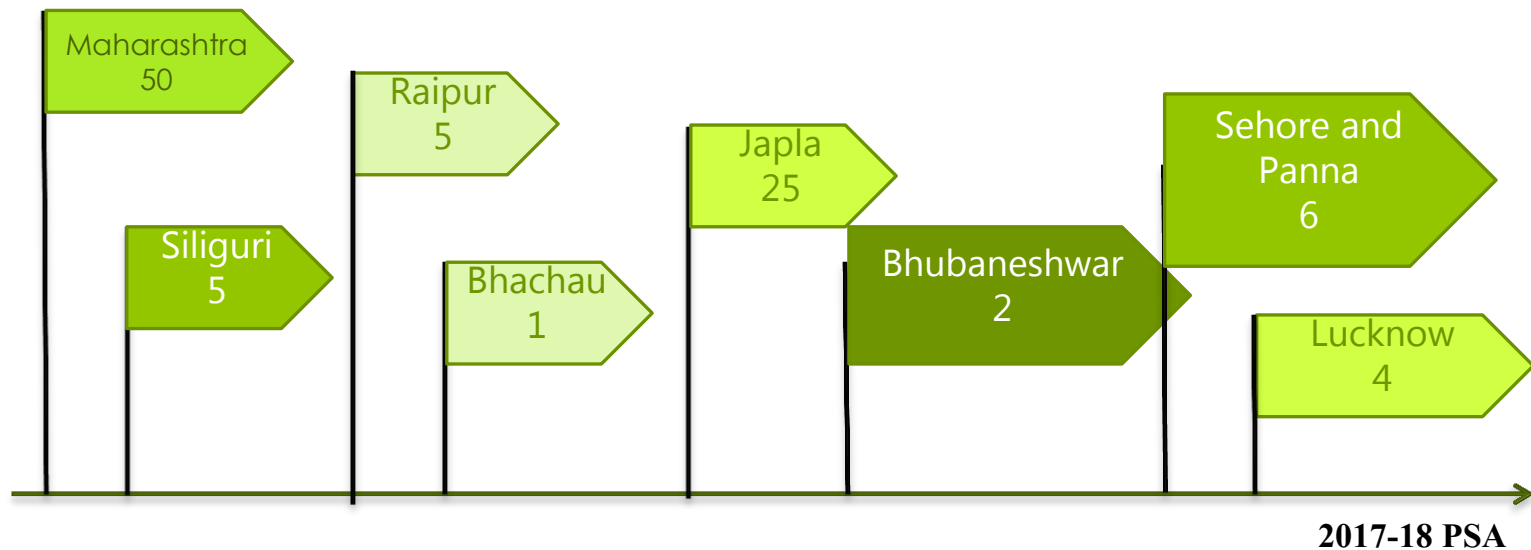 Maharashtra
50
Siliguri
5
Raipur
5
Bhachau
1
Japla
25
Bhubaneshwar
2
Sehore and
Panna
6
Lucknow
4
2017-18 PSA